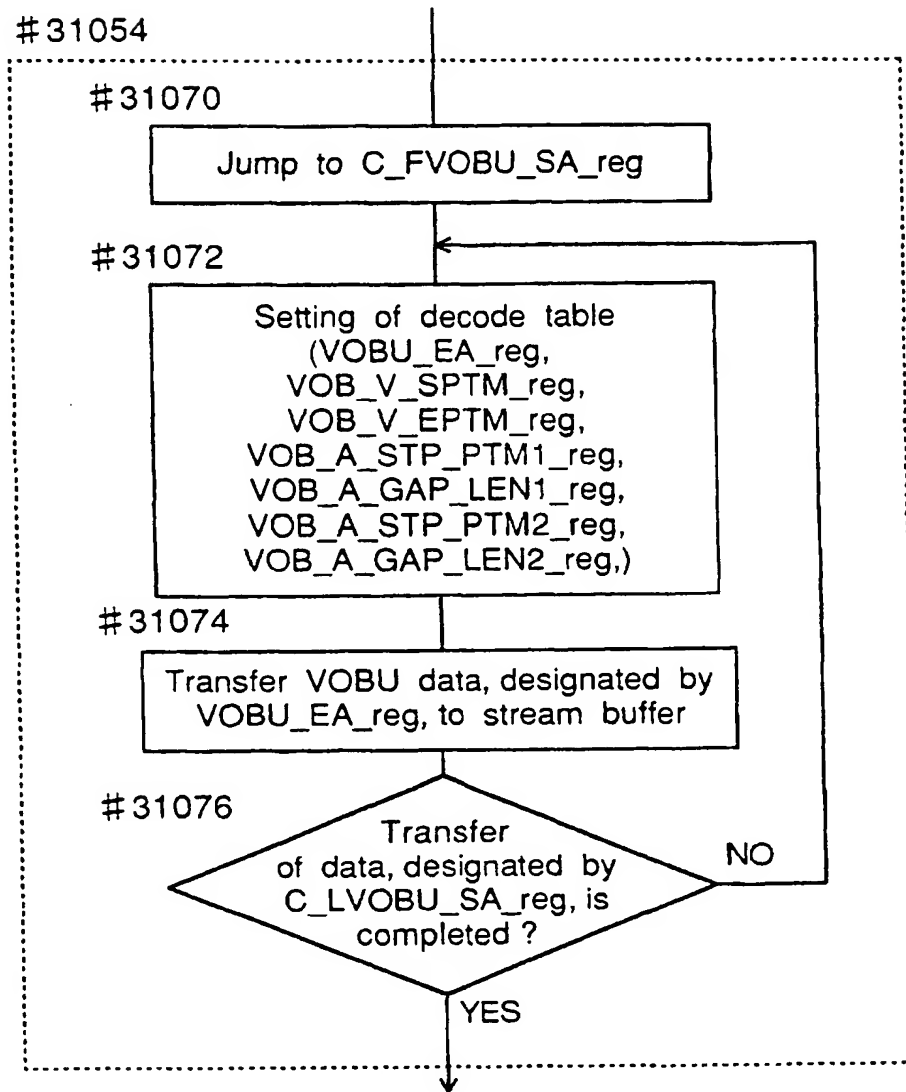 #31054
#31070
Jump to C_FVOBU_SA_reg
#31072
Setting of decode table
(VOBU_EA_reg,
VOB_V_SPTM_reg,
VOB_V_EPTM_reg,
VOB_A_STP_PTM1_reg,
VOB_A_GAP_LEN1_reg,
VOB_A_STP_PTM2_reg,
VOB_A_GAP_LEN2_reg,)
#31074
Transfer VOBU data, designated by
VOBU_EA_reg, to stream buffer
#31076
Transfer
of data, designated by
C_LVOBU_SA_reg, is
completed ?
NO
YES